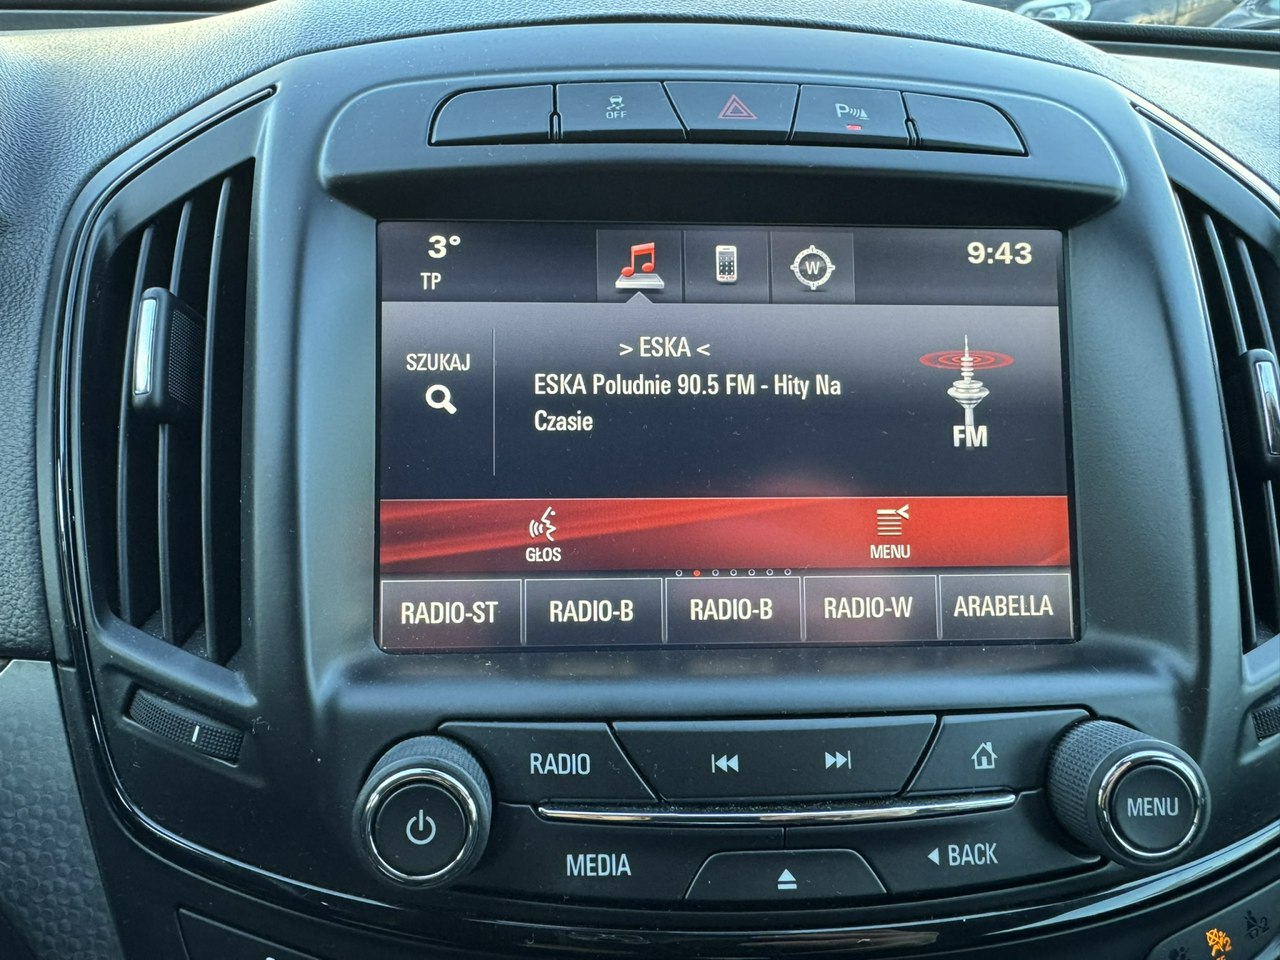 OFF
P
3°
TP
W
9:43
SZUKAJ
> ESKA <
ESKA Poludnie 90.5 FM - Hity Na
Czasie
FM
GŁOS
MENU
RADIO-ST
RADIO-B
RADIO-B
RADIO-W
ARABELLA
RADIO
MENU
MEDIA
BACK